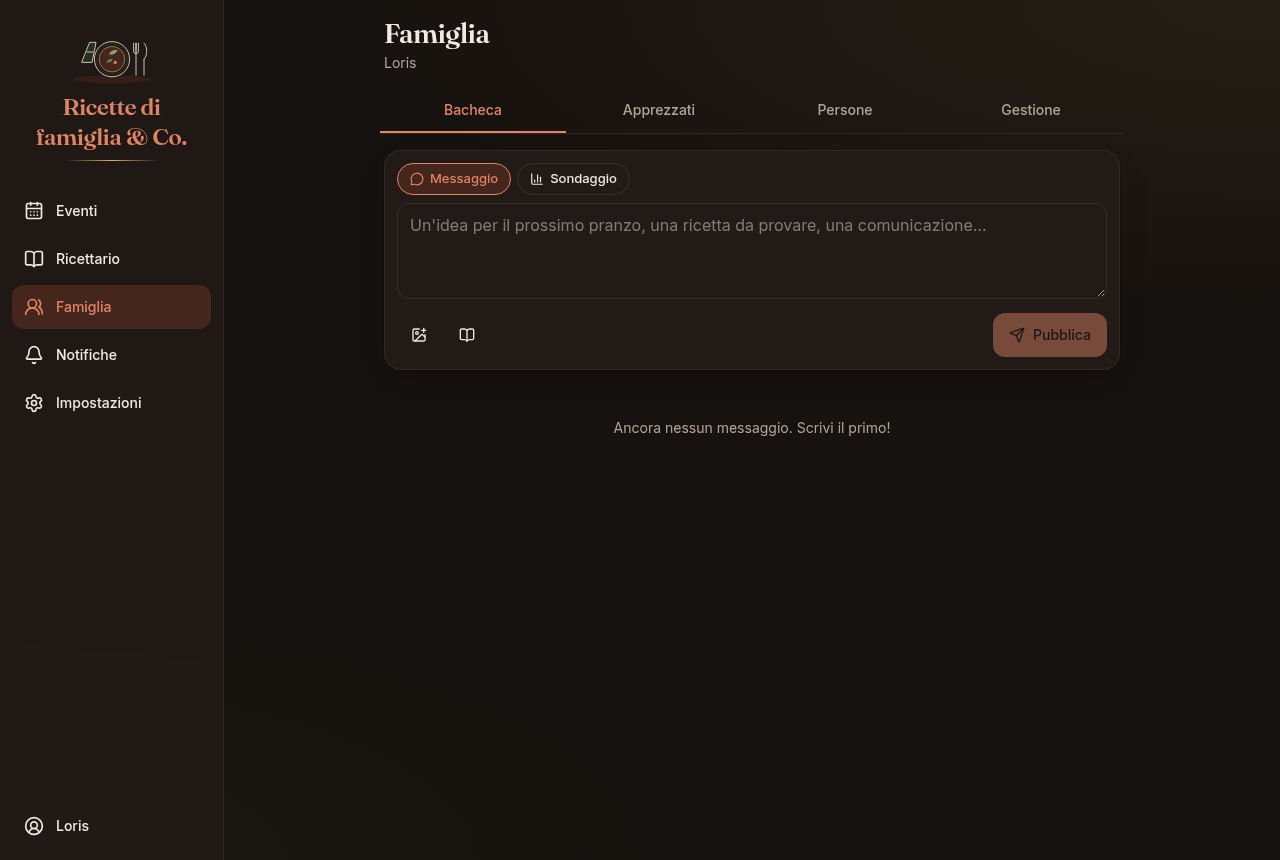 Ricette di
famiglia & Co.
Eventi
Ricettario
Famiglia
Notifiche
Impostazioni
Loris
Famiglia
Loris
Bacheca
Apprezzati
Persone
Gestione
Messaggio
Sondaggio
Un'idea per il prossimo pranzo, una ricetta da provare, una comunicazione...
Pubblica
Ancora nessun messaggio. Scrivi il primo!